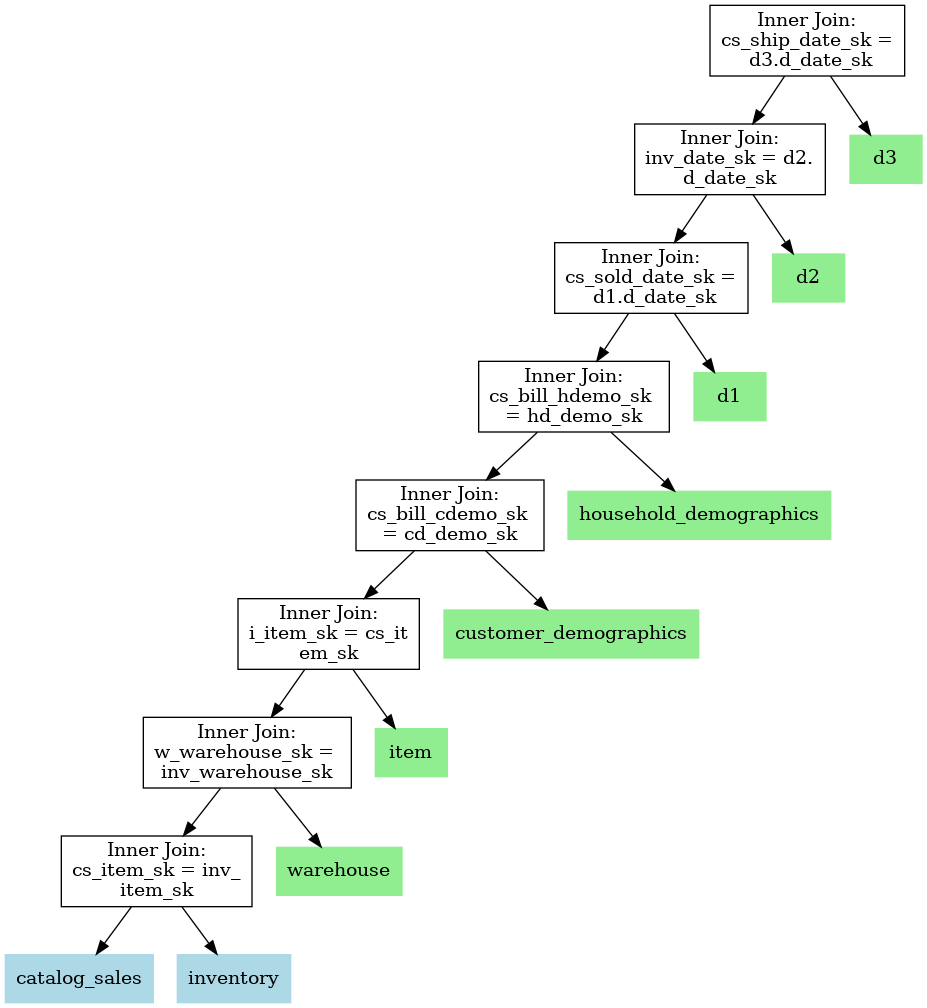 Inner Join:
cs_ship_date_sk =
d3.d_date_sk
Inner Join:
inv_date_sk = d2.
d_date_sk
d3
Inner Join:
cs_sold_date_sk =
d1.d_date_sk
d2
Inner Join:
cs_bill_hdemo_sk
= hd_demo_sk
d1
Inner Join:
cs_bill_cdemo_sk
= cd_demo_sk
household_demographics
Inner Join:
i_item_sk = cs_it
em_sk
customer_demographics
Inner Join:
w_warehouse_sk =
inv_warehouse_sk
item
Inner Join:
cs_item_sk = inv_
item_sk
warehouse
catalog_sales
inventory